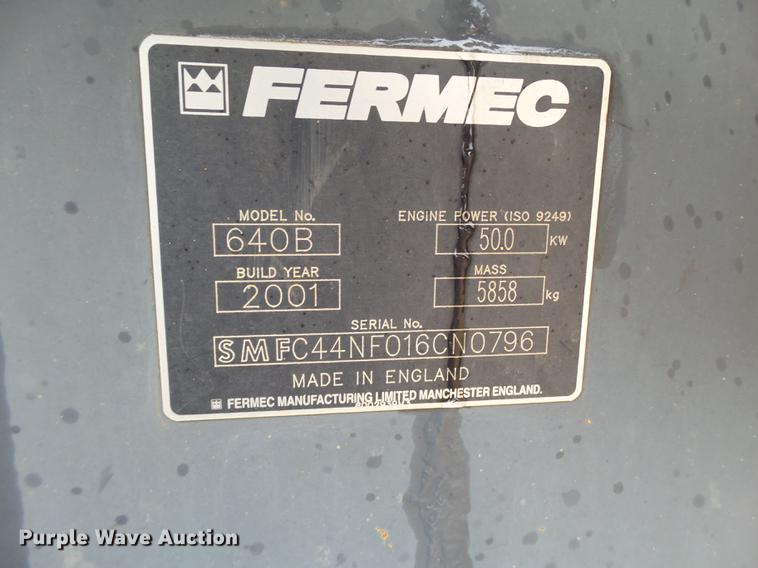 FERMEC
MODEL No. ENGINE POWER (ISO 9249)
640B 50.0 KW
BUILD YEAR MASS
2001 5858 kg
SERIAL No.
SMFC44NF016CN0796
MADE IN ENGLAND
FERMEC MANUFACTURING LIMITED MANCHESTER ENGLAND.
Purple Wave Auction